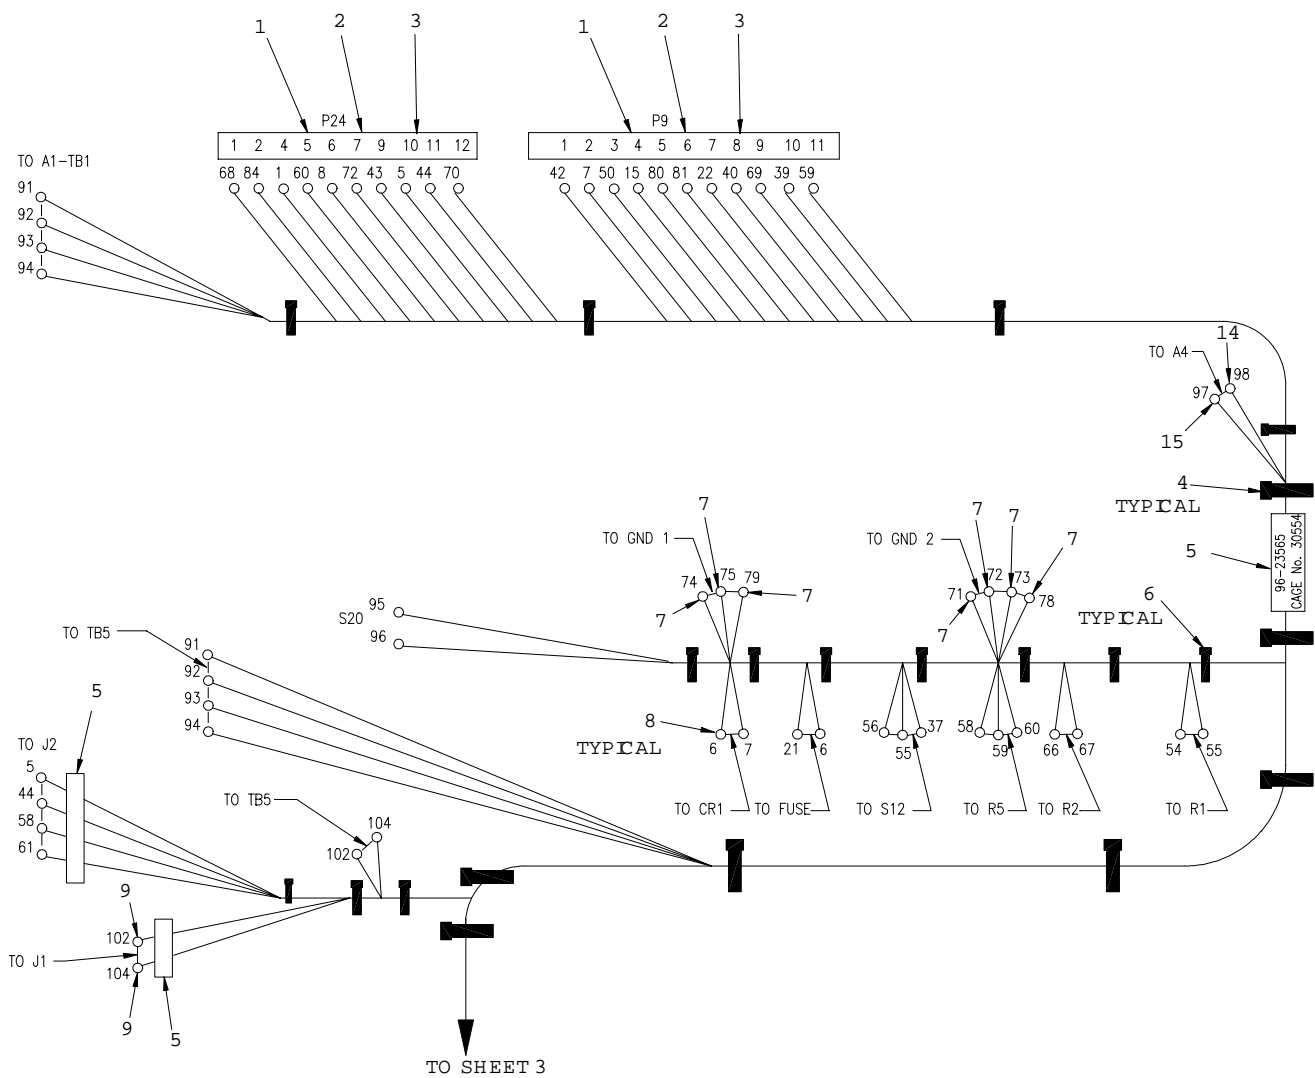 1 2 3 1 2 3
P24 P9
1 2 4 5 6 7 9 10 11 12
1 2 3 4 5 6 7 8 9 10 11
TO A1-TB1
68 84 1 60 8 72 43 5 44 70
42 7 50 15 80 81 22 40 69 39 59
91
92
93
94
14
TO A4
98
97
15
4
TYPICAL
96-23565
CAGE No. 30554
5
7 7 7 7
TO GND 1
TO GND 2
74 75 79
7
7
71 72 73 78
7
TYPICAL
6
S20
95
96
TO TB5
91
92
93
94
8
TYPICAL
6 7
21 6
56 55 37
58 59 60
66 67
54 55
TO CR1 TO FUSE TO S12 TO R5 TO R2 TO R1
5
TO J2
5
44
58
61
TO TB5
104
102
9
102
TO J1
104
9
5
TO SHEET 3